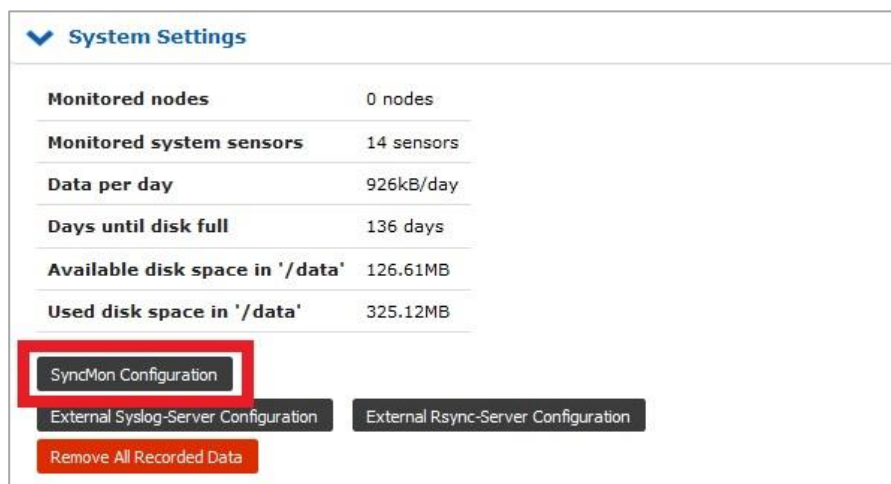 System Settings
Monitored nodes 0 nodes
Monitored system sensors 14 sensors
Data per day 926kB/day
Days until disk full 136 days
Available disk space in '/data' 126.61MB
Used disk space in '/data' 325.12MB
SyncMon Configuration
External Syslog-Server Configuration External Rsync-Server Configuration
Remove All Recorded Data